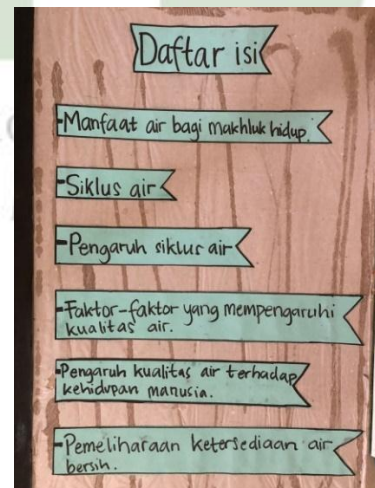 Daftar isi
-Manfaat air bagi makhluk hidup.
-Siklus air
-Pengaruh siklus air
-Faktor-faktor yang mempengaruhi
kualitas air.
-Pengaruh kualitas air terhadap
kehidupan manusia.
-Pemeliharaan ketersediaan air
bersih.